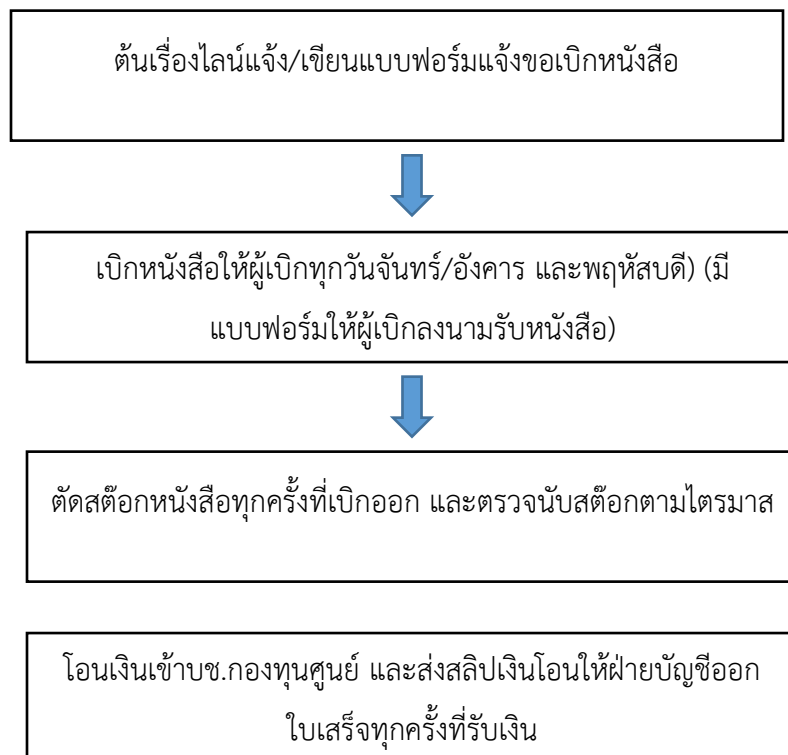 ต้นเรื่องไลน์แจ้ง/เขียนแบบฟอร์มแจ้งขอเบิกหนังสือ
เบิกหนังสือให้ผู้เบิกทุกวันจันทร์/อังคาร และพฤหัสบดี) (มี
แบบฟอร์มให้ผู้เบิกลงนามรับหนังสือ)
ตัดสต๊อกหนังสือทุกครั้งที่เบิกออก และตรวจนับสต๊อกตามไตรมาส
โอนเงินเข้าบช.กองทุนศูนย์ และส่งสลิปเงินโอนให้ฝ่ายบัญชีออก
ใบเสร็จทุกครั้งที่รับเงิน